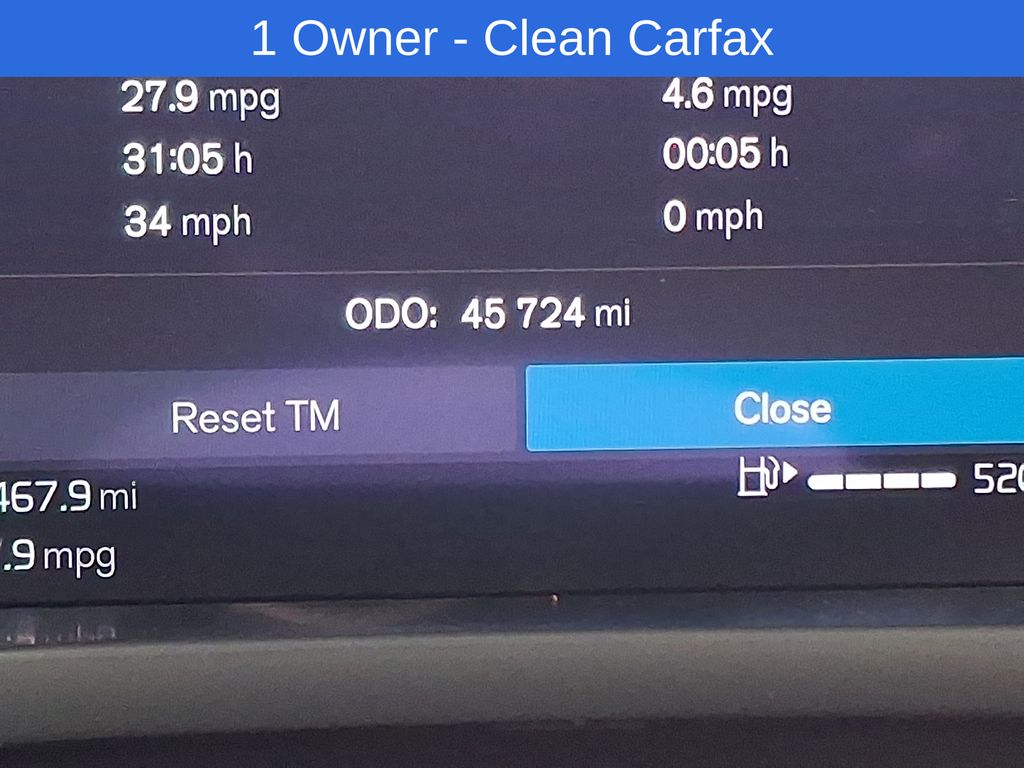 1 Owner - Clean Carfax
27.9 mpg
4.6 mpg
31:05 h
00:05 h
34 mph
0 mph
ODO: 45 724 mi
Reset TM
Close
467.9 mi
520
.9 mpg